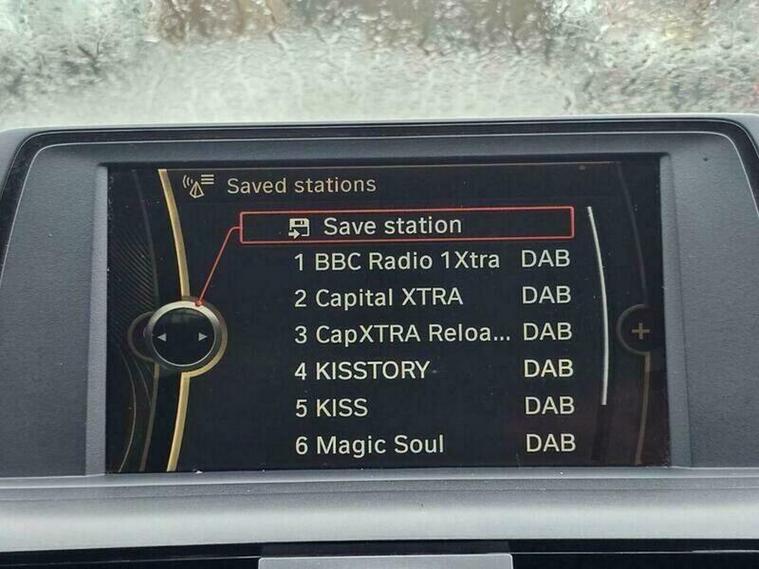 Saved stations
Save station
1 BBC Radio 1Xtra DAB
2 Capital XTRA DAB
3 CapXTRA Reloa... DAB
4 KISSTORY DAB
5 KISS DAB
6 Magic Soul DAB